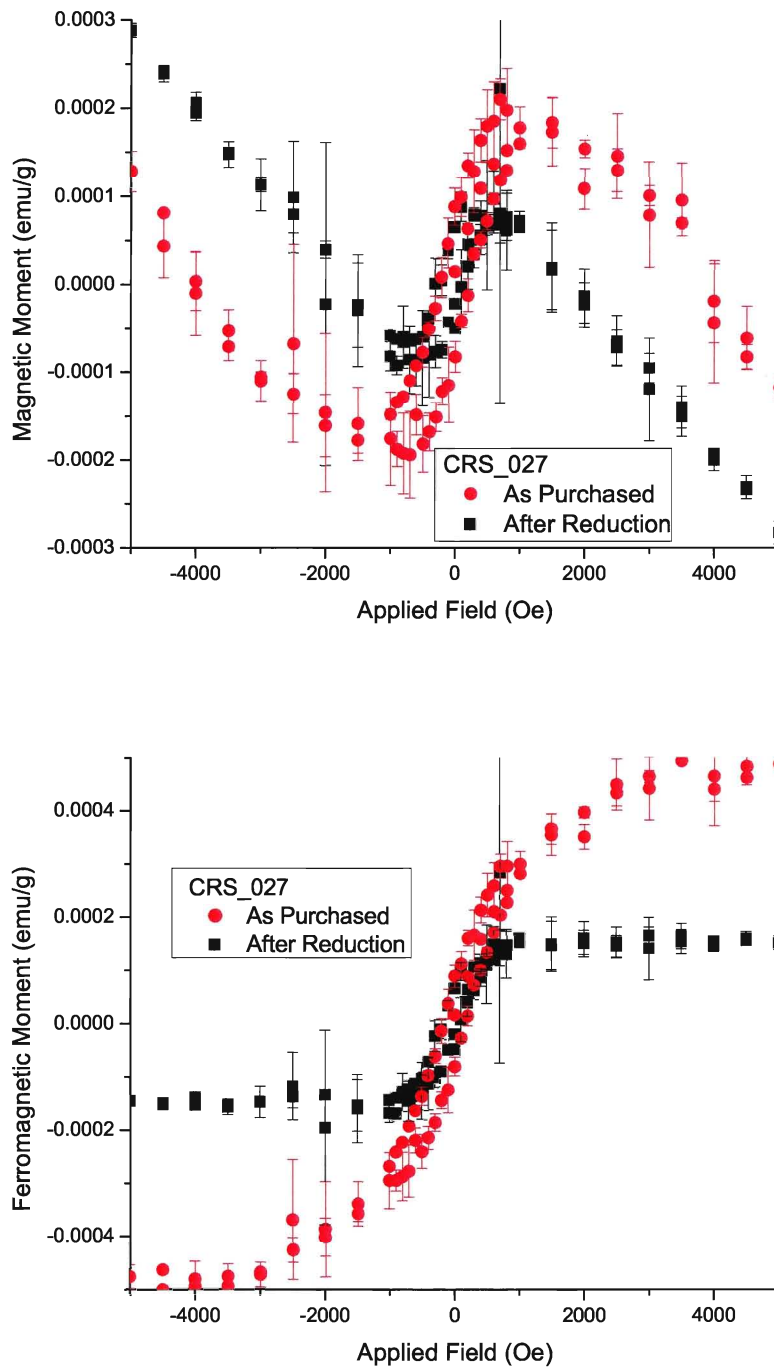 0.0003
0.0002
0.0001
0.0000
-0.0001
-0.0002
-0.0003
Magnetic Moment (emu/g)
CRS_027
As Purchased
After Reduction
-4000 -2000 0 2000 4000
Applied Field (Oe)
0.0004
0.0002
0.0000
-0.0002
-0.0004
Ferromagnetic Moment (emu/g)
CRS_027
As Purchased
After Reduction
-4000 -2000 0 2000 4000
Applied Field (Oe)